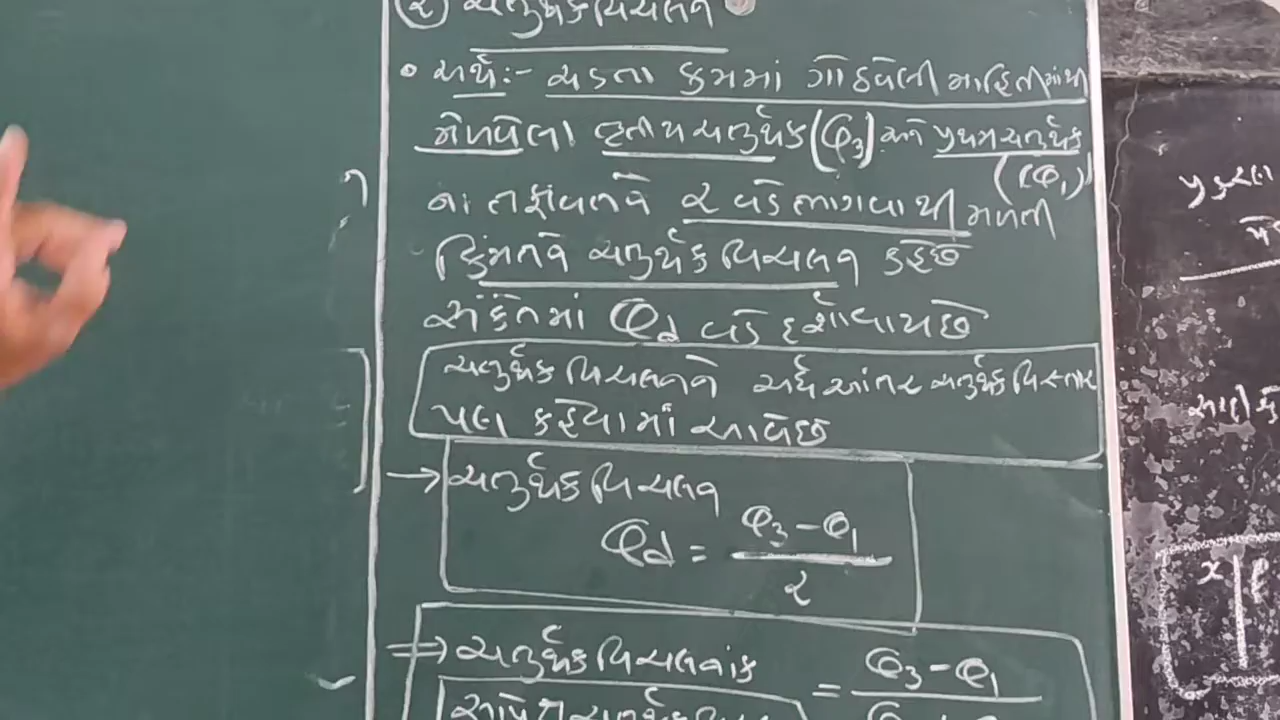 (૨) ચતુર્થક વિચલન
• અર્થ:- ચડતા ક્રમમાં ગોઠવેલી માહિતીમાંથી
મેળવેલા તૃતીય ચતુર્થક (Q₃) અને પ્રથમ ચતુર્થક
(Q₁)
ના તફાવતને ૨ વડે ભાગવાથી મળતી
કિંમતને ચતુર્થક વિચલન કહે છે
સંકેતમાં Qd વડે દર્શાવાય છે
ચતુર્થક વિચલનને અર્ધ આંતર ચતુર્થક વિસ્તાર
પણ કહેવામાં આવે છે
→ ચતુર્થક વિચલન
Qd = Q₃ - Q₁ / ૨
⇒ ચતુર્થક વિચલનાંક = Q₃ - Q₁
સાપેક્ષ ચતુર્થક